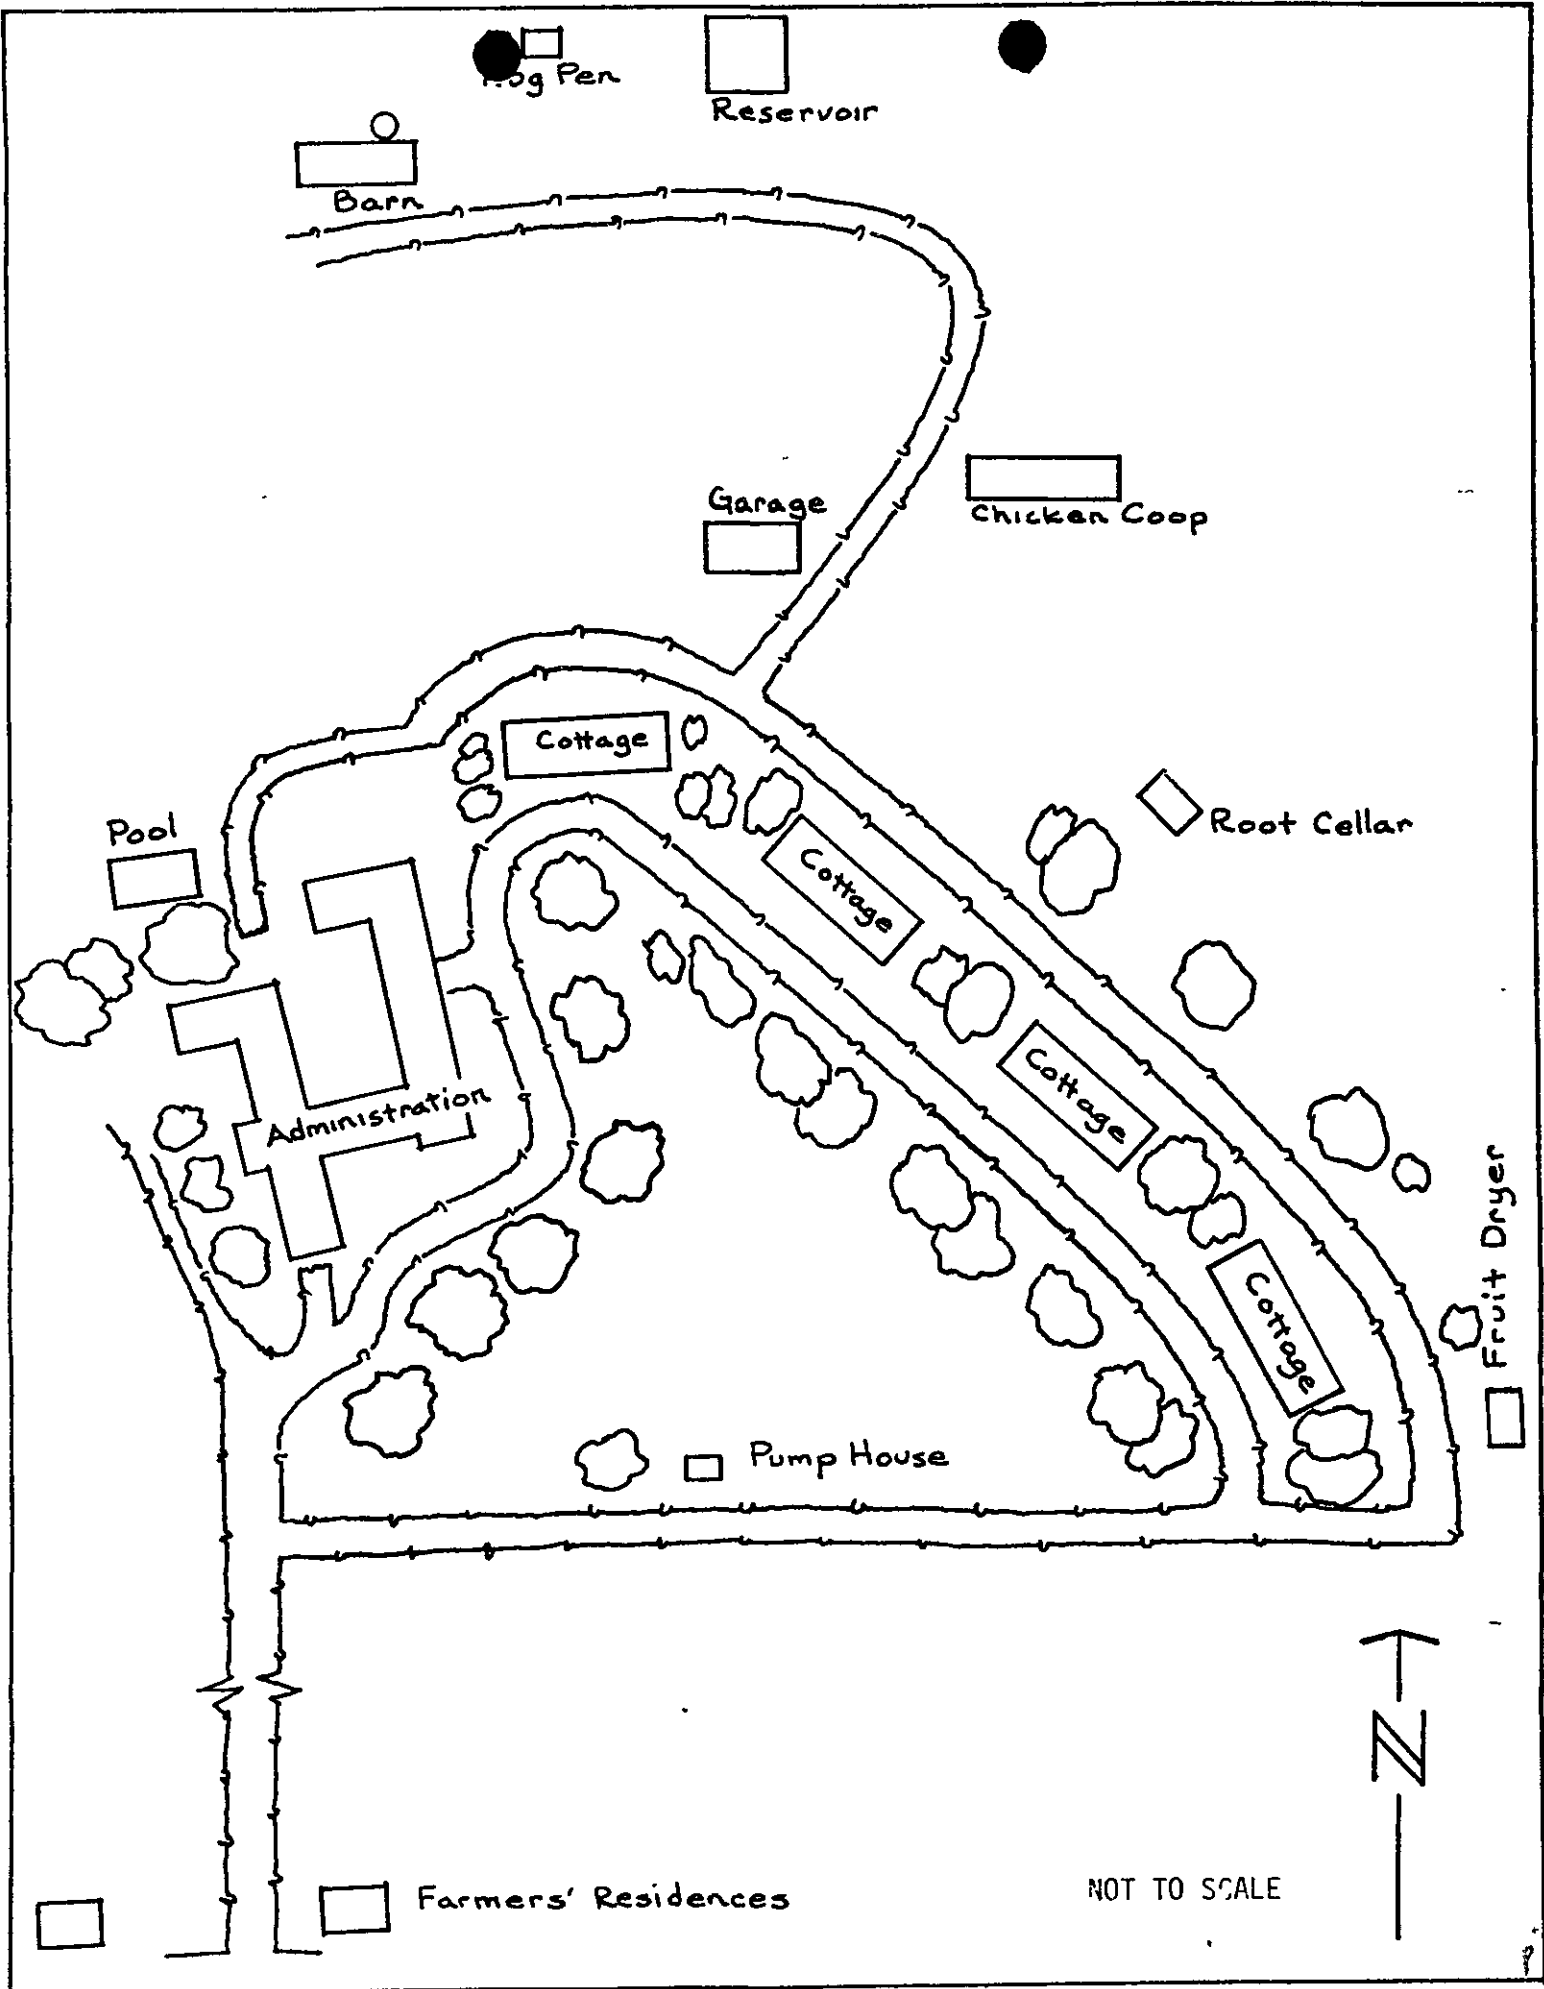 Hog Pen
Reservoir
Barn
Garage
Chicken Coop
Cottage
Pool
Root Cellar
Cottage
Cottage
Administration
Fruit Dryer
Cottage
Pump House
N
Farmers' Residences
NOT TO SCALE